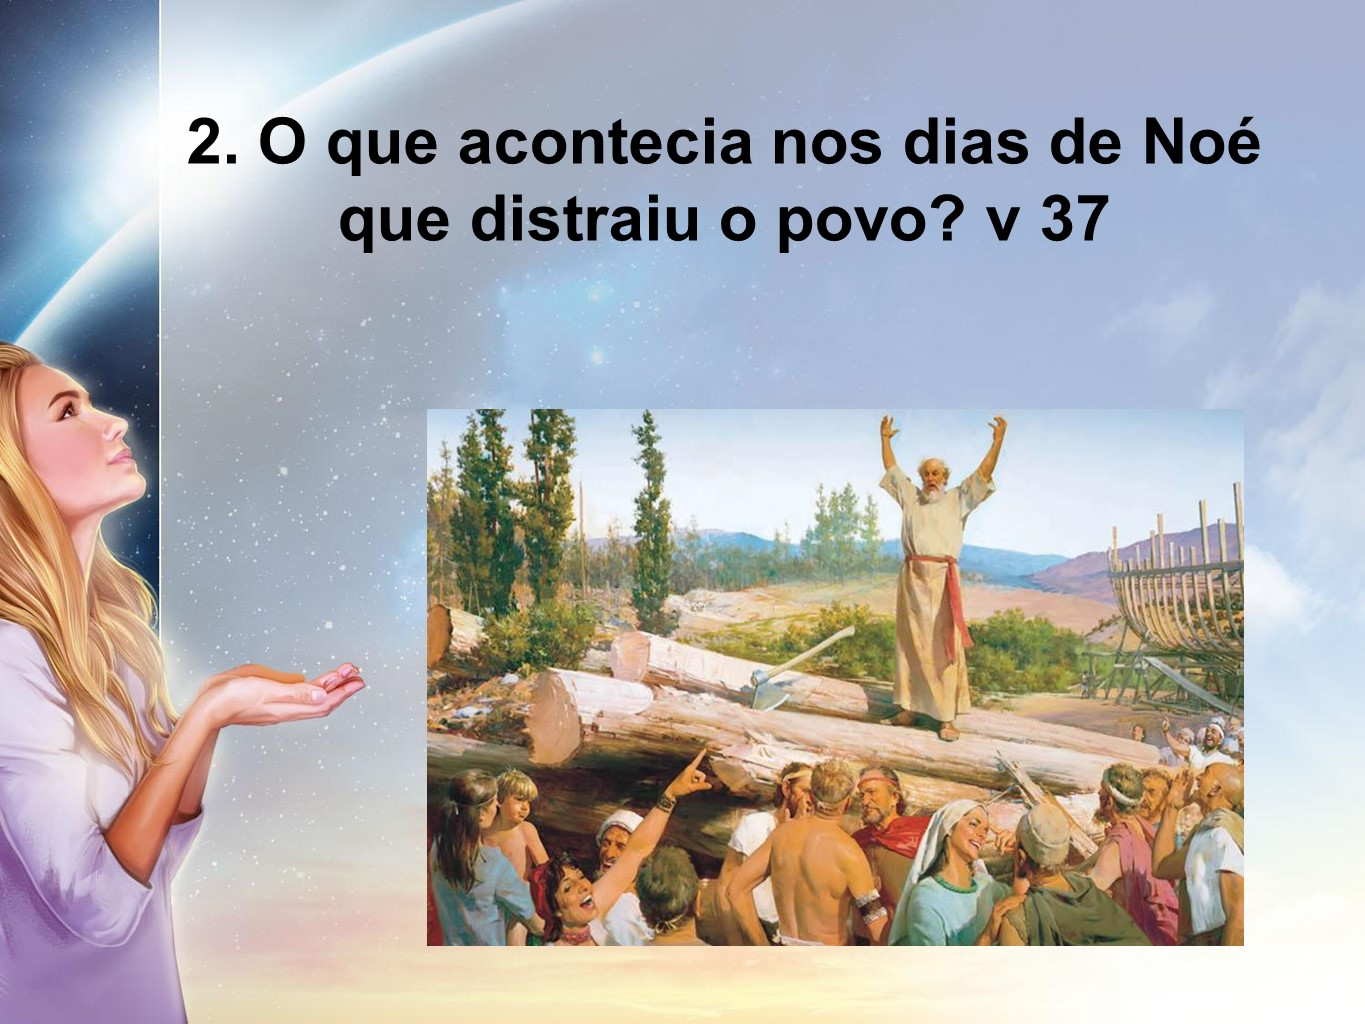 2. O que acontecia nos dias de Noé
que distraiu o povo? v 37